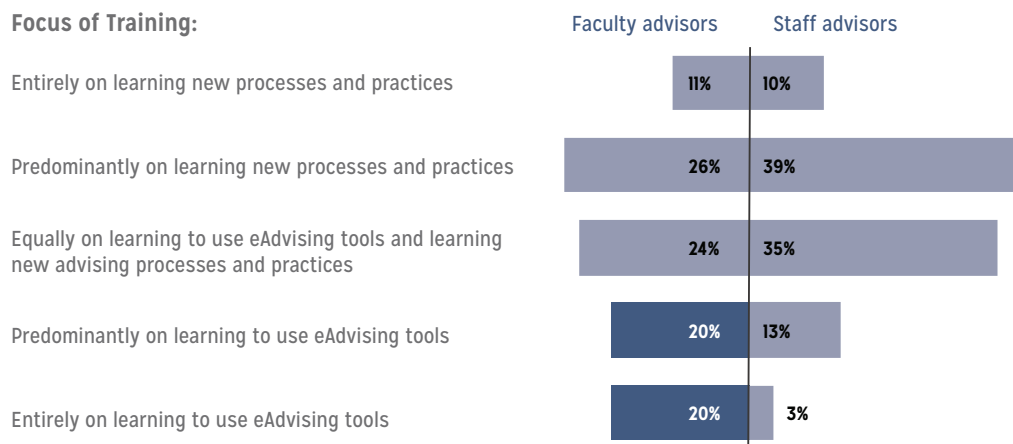 Focus of Training: Faculty advisors Staff advisors
Entirely on learning new processes and practices 11% 10%
Predominantly on learning new processes and practices 26% 39%
Equally on learning to use eAdvising tools and learning
new advising processes and practices 24% 35%
Predominantly on learning to use eAdvising tools 20% 13%
Entirely on learning to use eAdvising tools 20% 3%